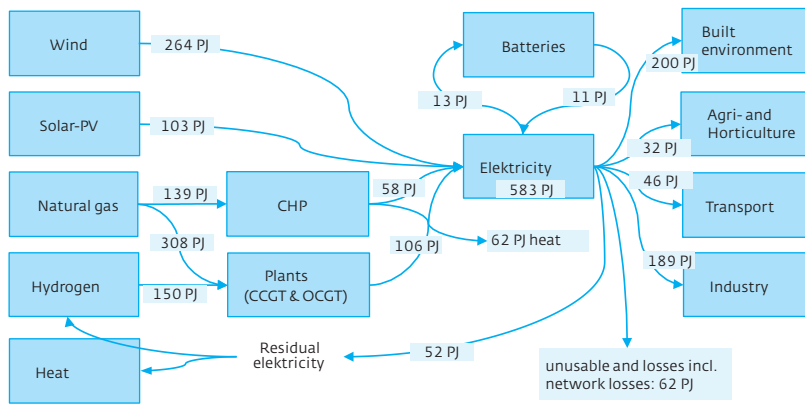 Wind
264 PJ
Batteries
Built
environment
200 PJ
13 PJ
11 PJ
Solar-PV
103 PJ
Elektricity
583 PJ
Agri- and
Horticulture
32 PJ
Natural gas
139 PJ
CHP
58 PJ
46 PJ
Transport
308 PJ
106 PJ
62 PJ heat
Hydrogen
150 PJ
Plants
(CCGT & OCGT)
189 PJ
Industry
Heat
Residual
elektricity
52 PJ
unusable and losses incl.
network losses: 62 PJ